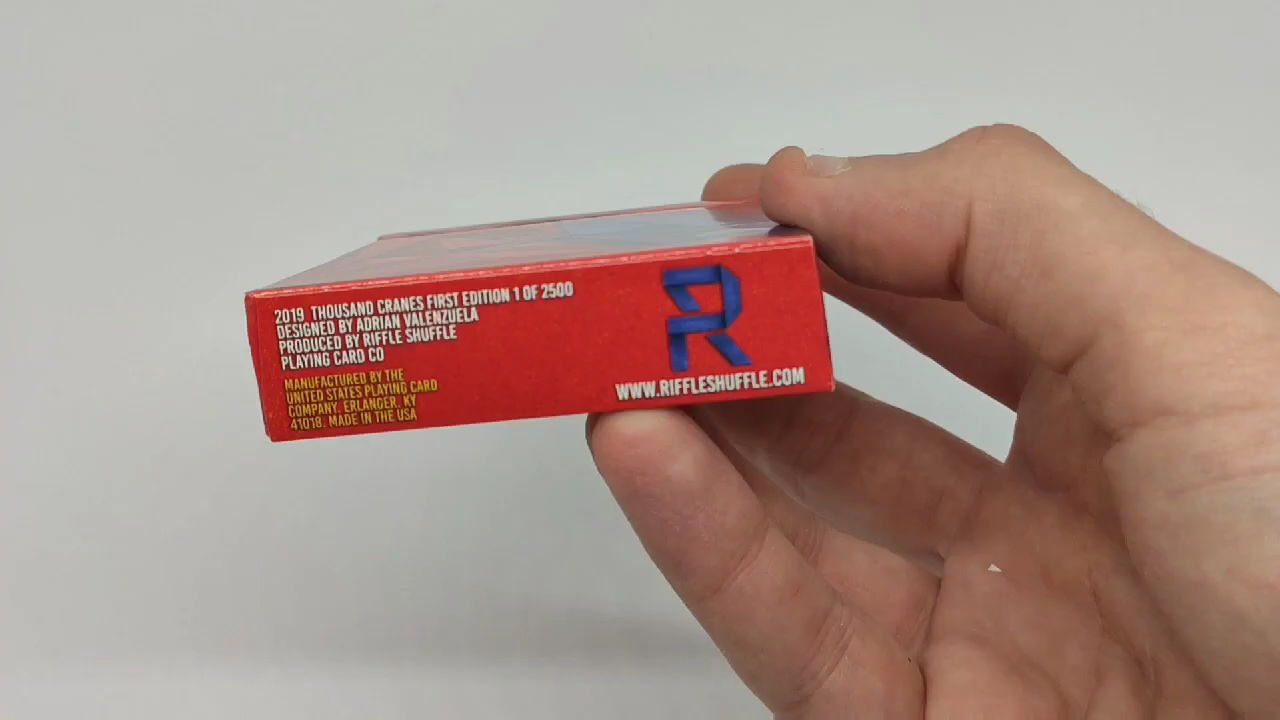 2019 THOUSAND CRANES FIRST EDITION 1 OF 2500
DESIGNED BY ADRIAN VALENZUELA
PRODUCED BY RIFFLE SHUFFLE
PLAYING CARD CO
MANUFACTURED BY THE
UNITED STATES PLAYING CARD
COMPANY. ERLANGER, KY
41018. MADE IN THE USA
R
WWW.RIFFLESHUFFLE.COM